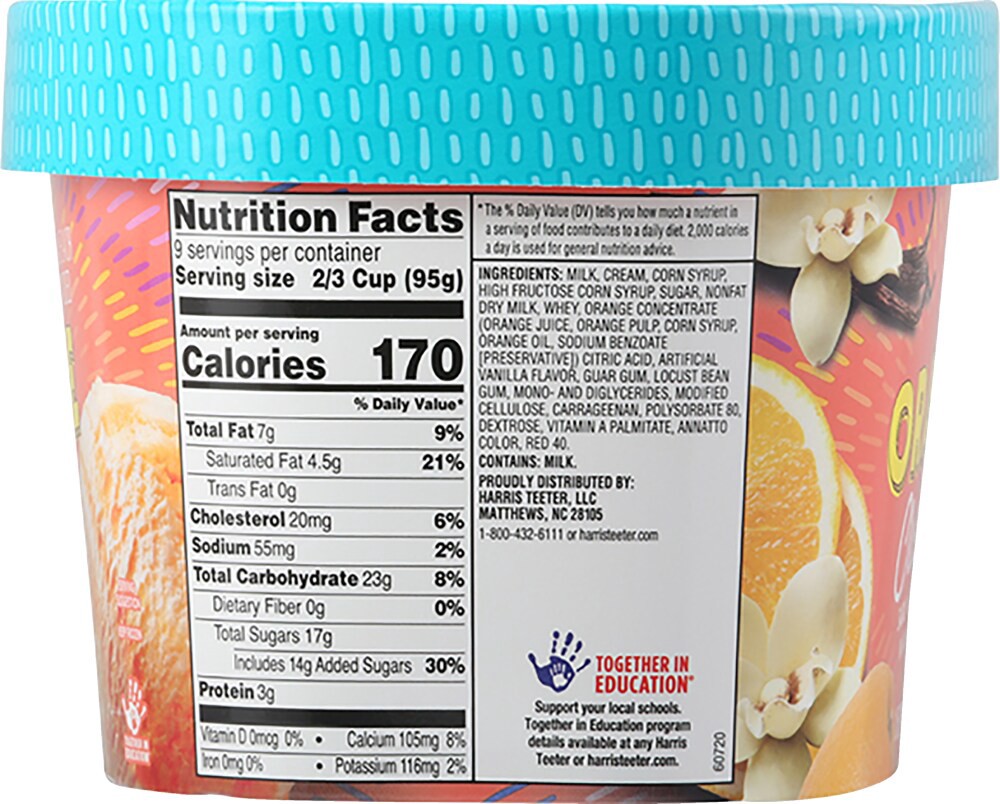 Nutrition Facts
9 servings per container
Serving size 2/3 Cup (95g)
Amount per serving
Calories 170
% Daily Value*
Total Fat 7g 9%
Saturated Fat 4.5g 21%
Trans Fat 0g
Cholesterol 20mg 6%
Sodium 55mg 2%
Total Carbohydrate 23g 8%
Dietary Fiber 0g 0%
Total Sugars 17g
Includes 14g Added Sugars 30%
Protein 3g
Vitamin D 0mcg 0% • Calcium 105mg 8%
Iron 0mg 0% • Potassium 116mg 2%
*The % Daily Value (DV) tells you how much a nutrient in
a serving of food contributes to a daily diet. 2,000 calories
a day is used for general nutrition advice.
INGREDIENTS: MILK, CREAM, CORN SYRUP,
HIGH FRUCTOSE CORN SYRUP, SUGAR, NONFAT
DRY MILK, WHEY, ORANGE CONCENTRATE
(ORANGE JUICE, ORANGE PULP, CORN SYRUP,
ORANGE OIL, SODIUM BENZOATE
[PRESERVATIVE]) CITRIC ACID, ARTIFICIAL
VANILLA FLAVOR, GUAR GUM, LOCUST BEAN
GUM, MONO- AND DIGLYCERIDES, MODIFIED
CELLULOSE, CARRAGEENAN, POLYSORBATE 80,
DEXTROSE, VITAMIN A PALMITATE, ANNATTO
COLOR, RED 40.
CONTAINS: MILK.
PROUDLY DISTRIBUTED BY:
HARRIS TEETER, LLC
MATTHEWS, NC 28105
1-800-432-6111 or harristeeter.com
TOGETHER IN
EDUCATION®
Support your local schools.
Together in Education program
details available at any Harris
Teeter or harristeeter.com.
60720
TOGETHER IN
EDUCATION